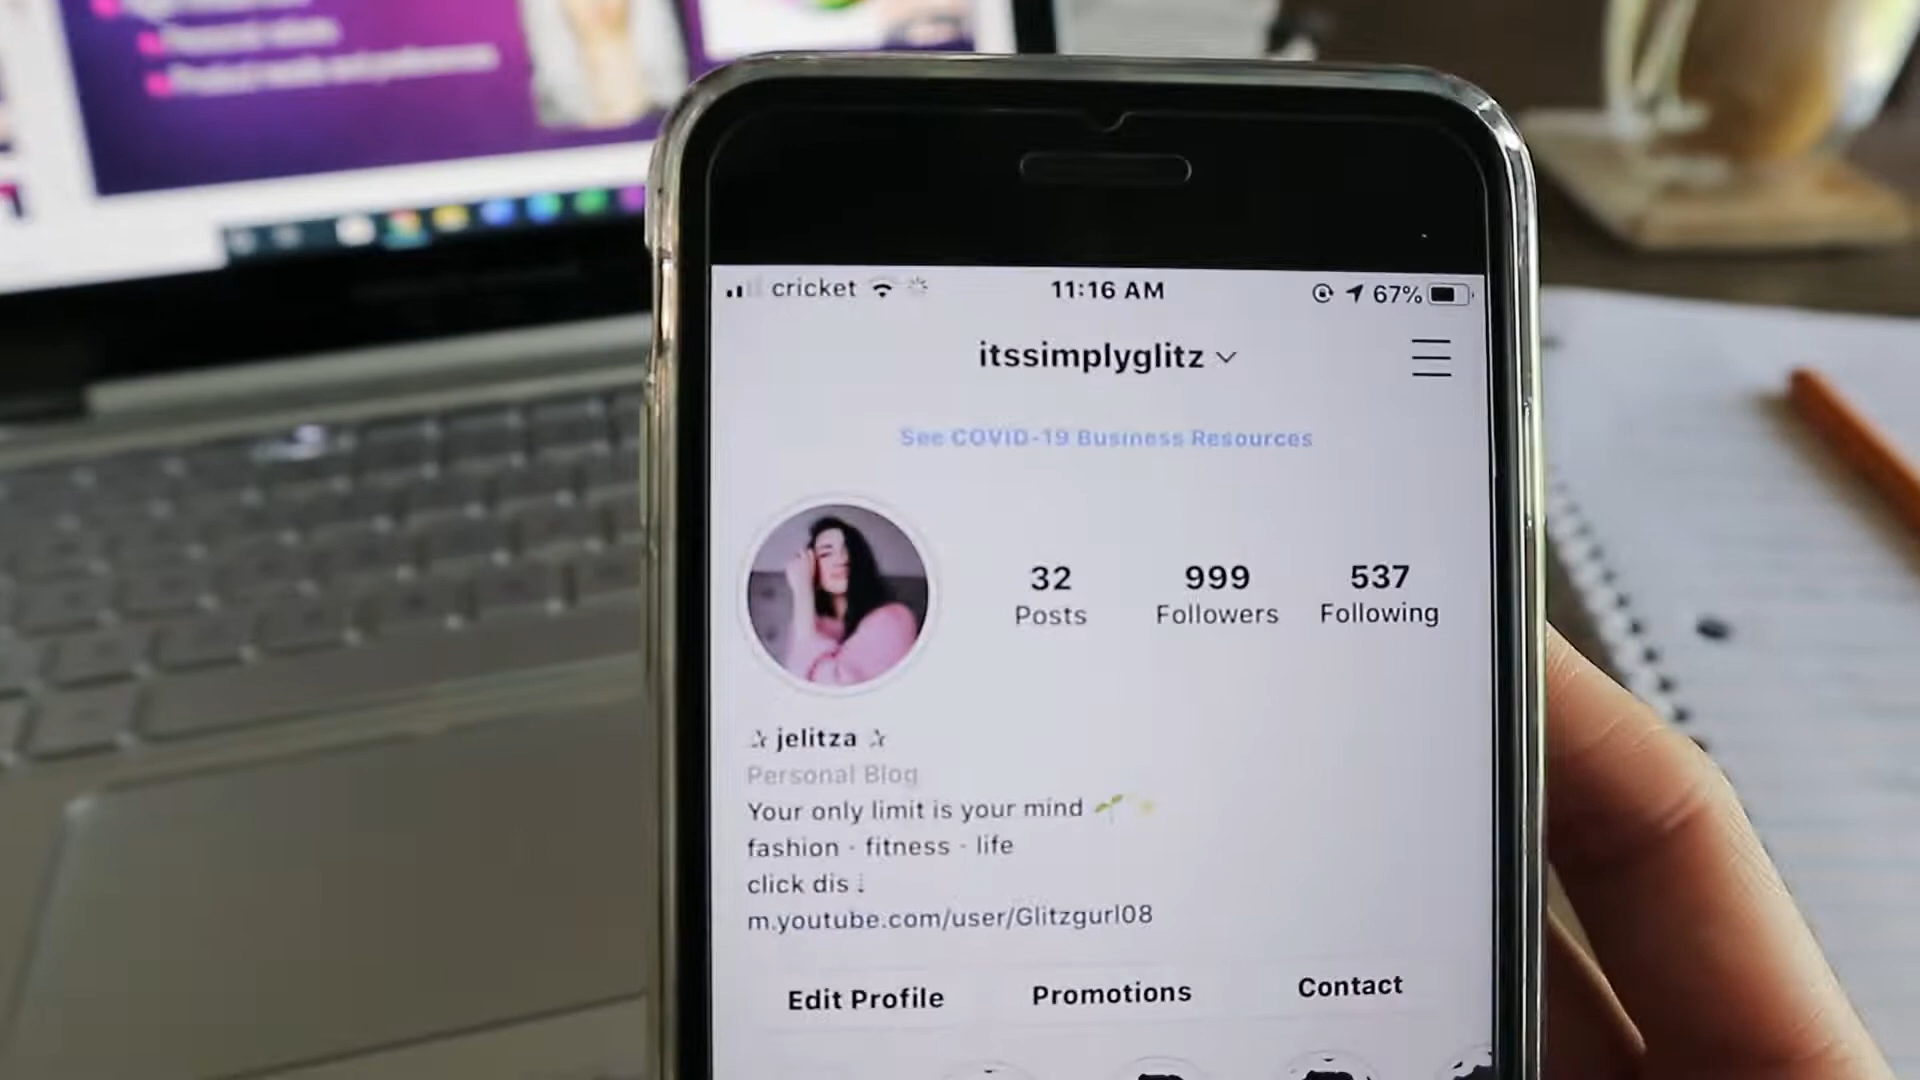 cricket 11:16 AM 67%
itssimplyglitz
See COVID-19 Business Resources
32 999 537
Posts Followers Following
jelitza
Personal Blog
Your only limit is your mind 🌱
fashion · fitness · life
click dis ⇣
m.youtube.com/user/Glitzgurl08
Edit Profile Promotions Contact